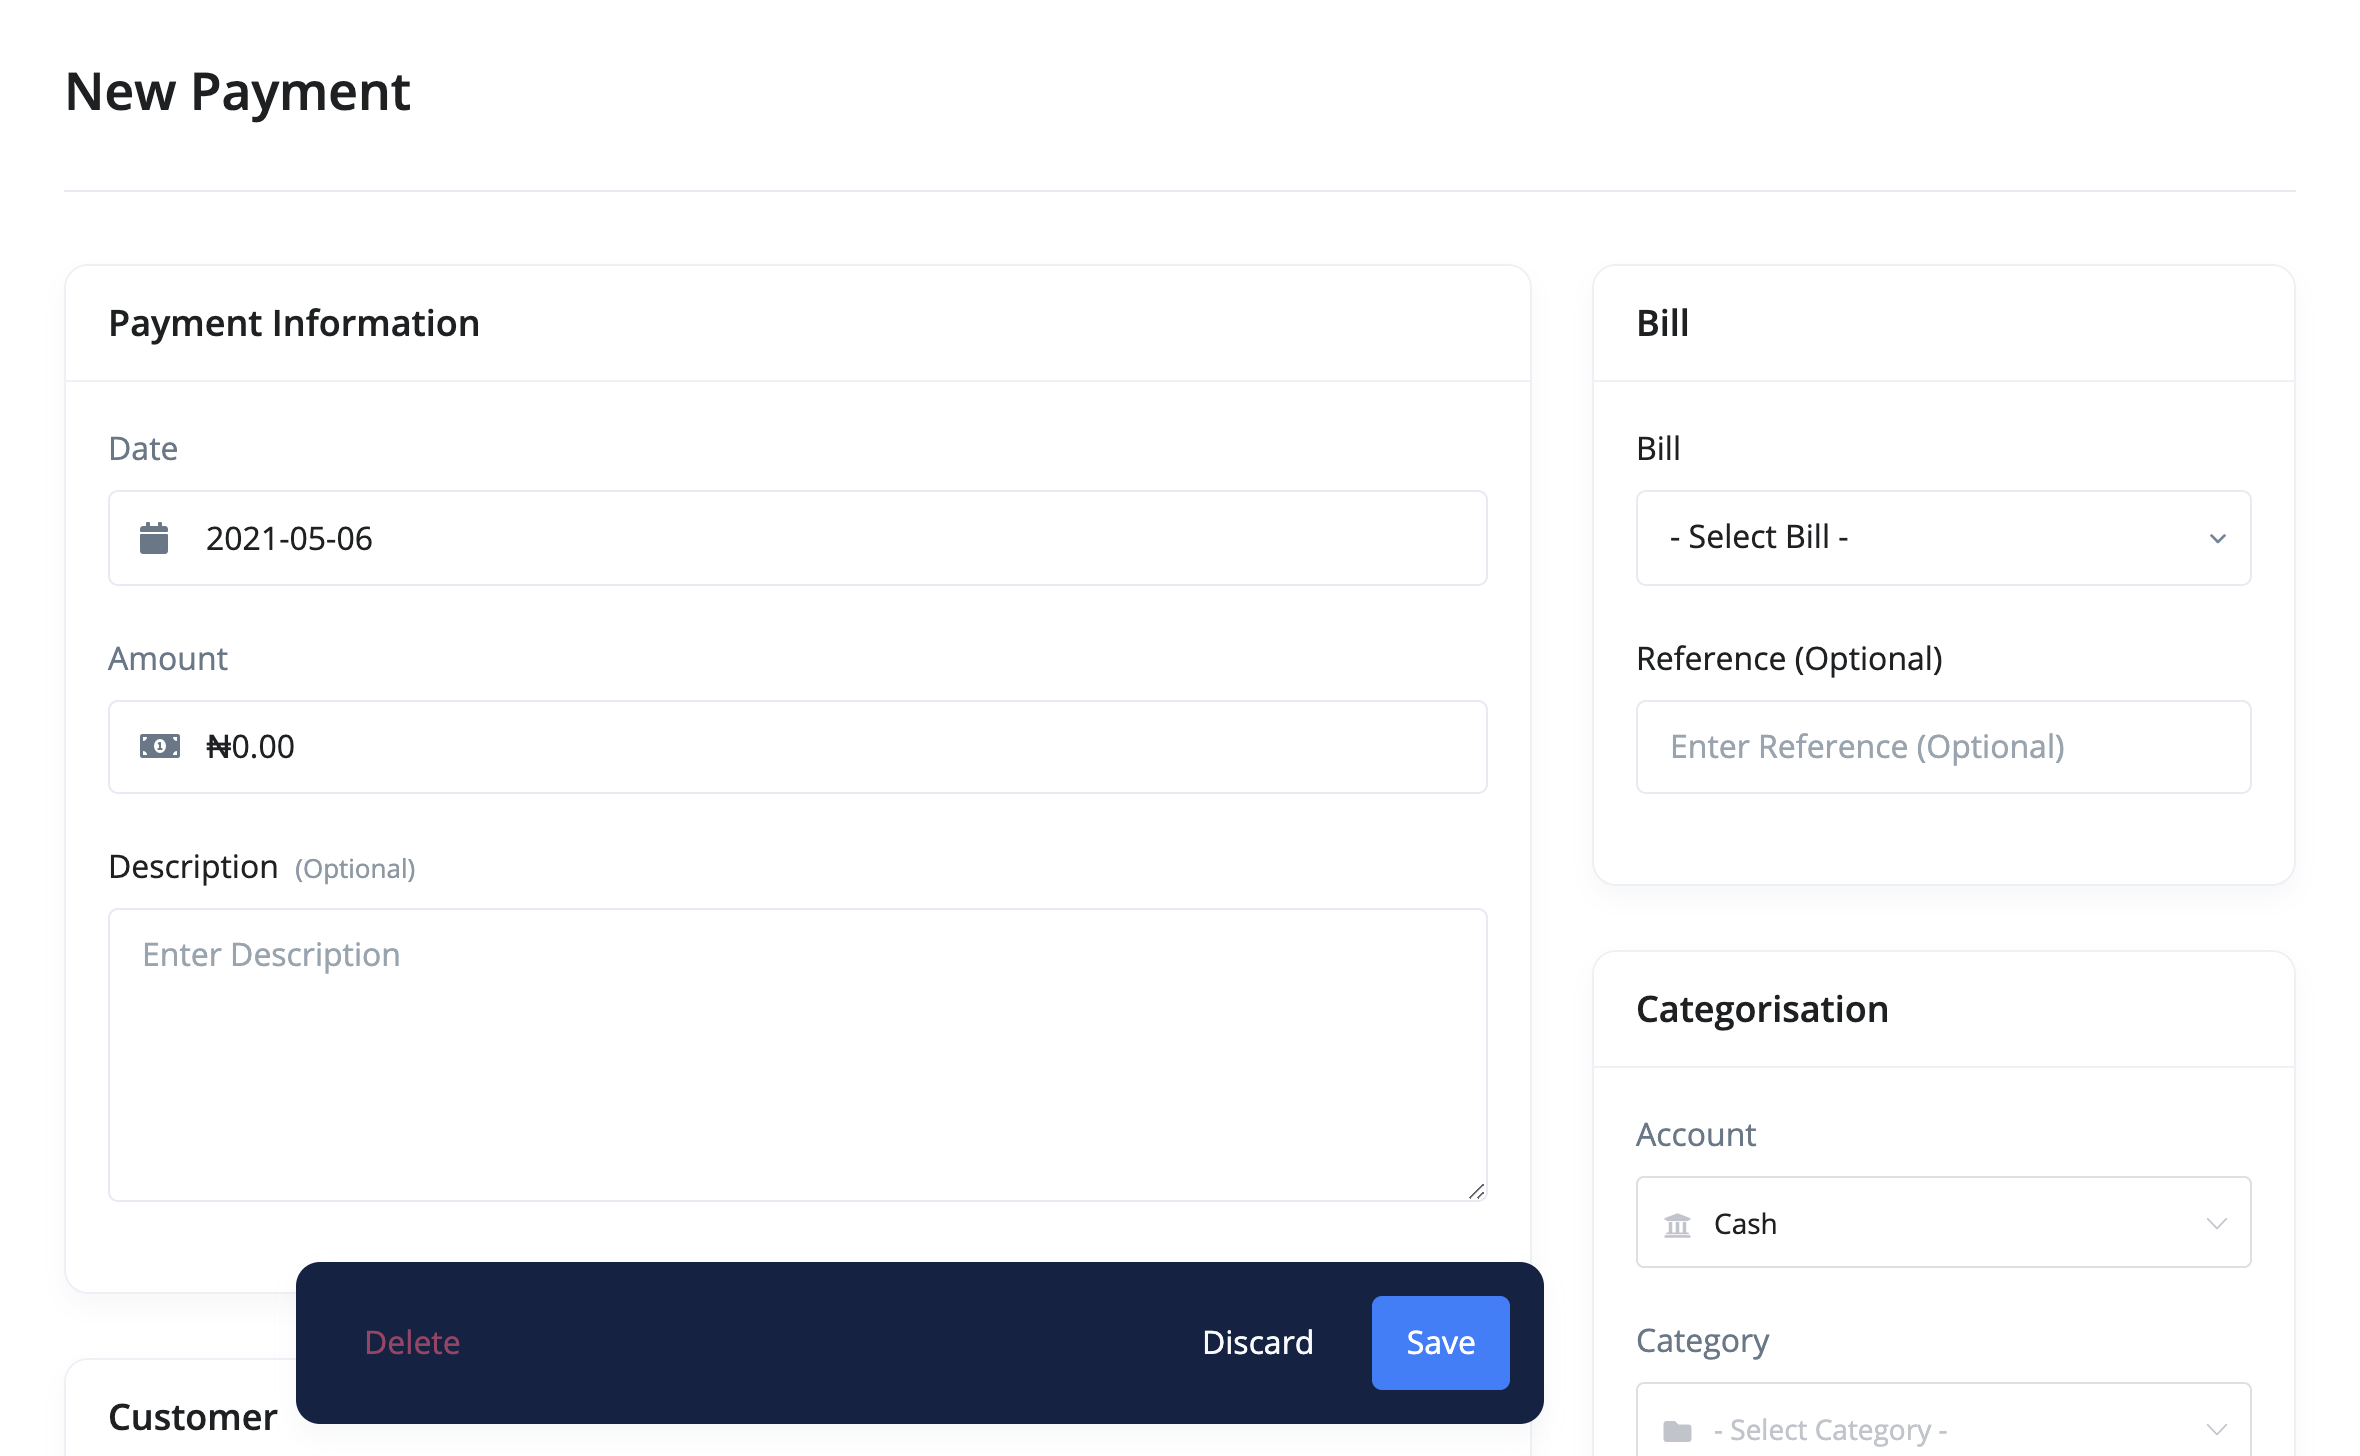 New Payment
Payment Information
Date
2021-05-06
Amount
₦0.00
Description (Optional)
Enter Description
Delete
Discard
Save
Customer
Bill
Bill
- Select Bill -
Reference (Optional)
Enter Reference (Optional)
Categorisation
Account
Cash
Category
- Select Category -